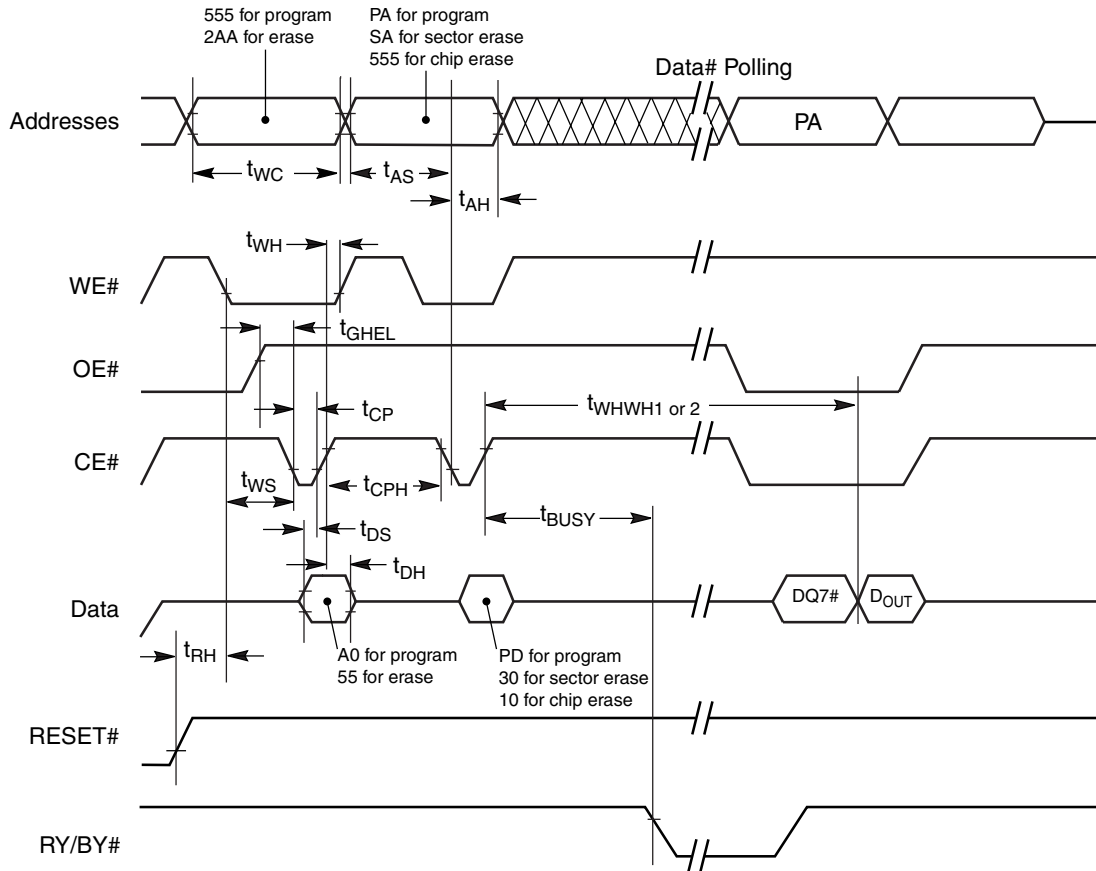 555 for program
2AA for erase
PA for program
SA for sector erase
555 for chip erase
Data# Polling
Addresses
PA
tWC
tAS
tAH
tWH
WE#
tGHEL
OE#
tWHWH1 or 2
tCP
CE#
tWS
tCPH
tBUSY
tDS
tDH
Data
DQ7#
DOUT
tRH
A0 for program
55 for erase
PD for program
30 for sector erase
10 for chip erase
RESET#
RY/BY#